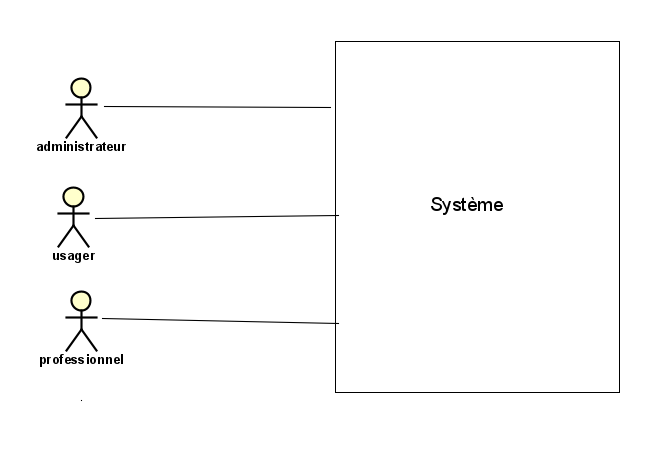 administrateur
Système
usager
professionnel